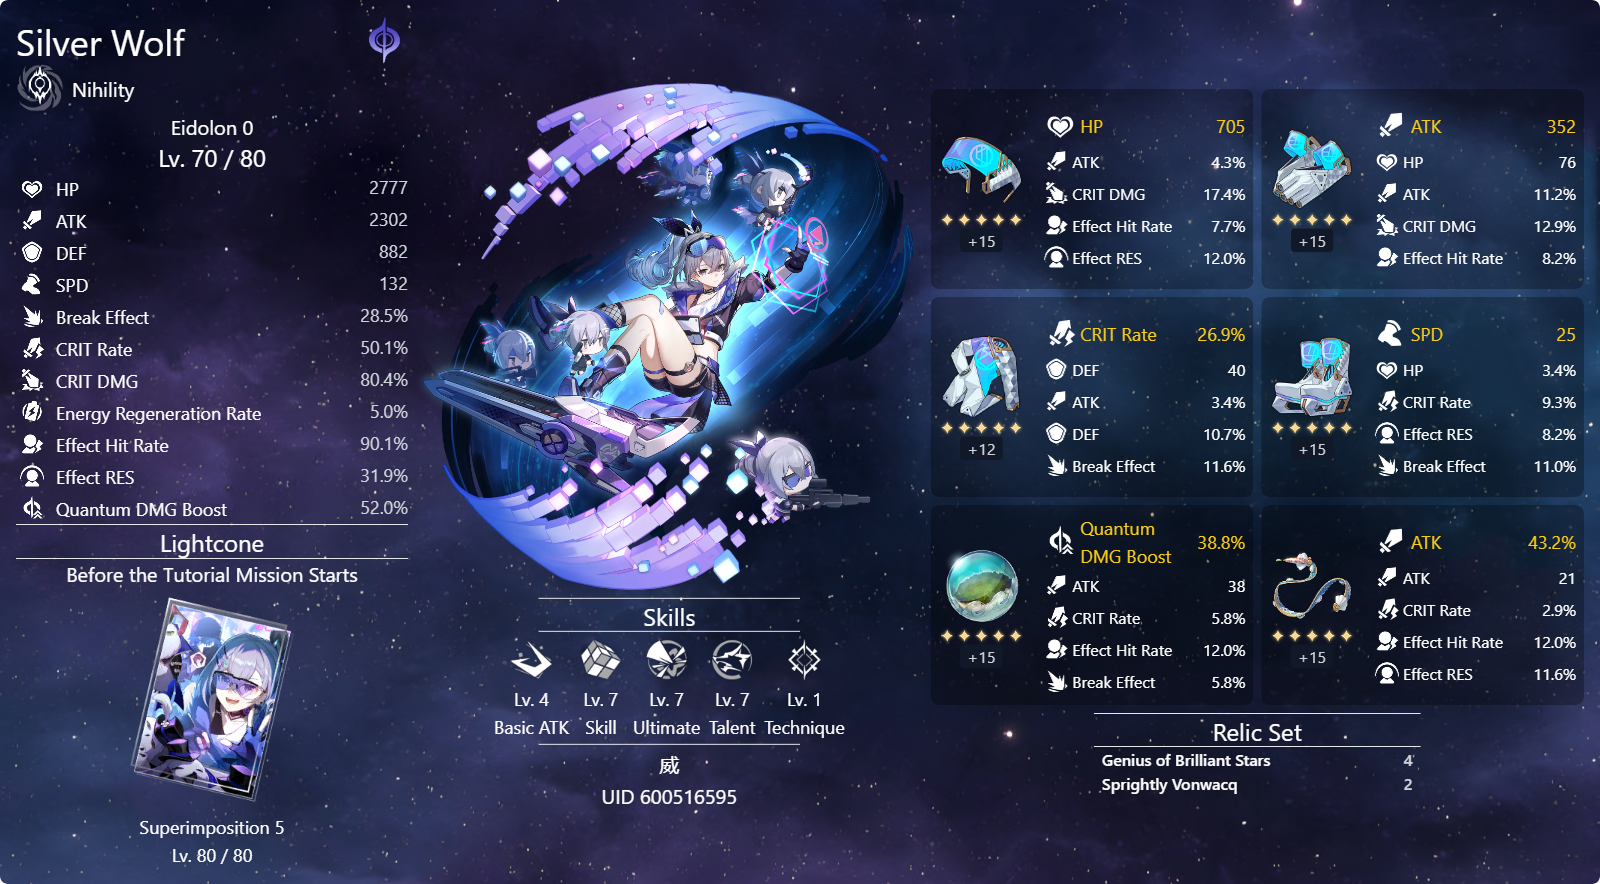 Silver Wolf
Nihility
Eidolon 0
Lv. 70 / 80
HP 2777
ATK 2302
DEF 882
SPD 132
Break Effect 28.5%
CRIT Rate 50.1%
CRIT DMG 80.4%
Energy Regeneration Rate 5.0%
Effect Hit Rate 90.1%
Effect RES 31.9%
Quantum DMG Boost 52.0%
Lightcone
Before the Tutorial Mission Starts
Superimposition 5
Lv. 80 / 80
Skills
Lv. 4 Lv. 7 Lv. 7 Lv. 7 Lv. 1
Basic ATK Skill Ultimate Talent Technique
威
UID 600516595
HP 705
ATK 4.3%
CRIT DMG 17.4%
Effect Hit Rate 7.7%
Effect RES 12.0%
+15
ATK 352
HP 76
ATK 11.2%
CRIT DMG 12.9%
Effect Hit Rate 8.2%
+15
CRIT Rate 26.9%
DEF 40
ATK 3.4%
DEF 10.7%
Break Effect 11.6%
+12
SPD 25
HP 3.4%
CRIT Rate 9.3%
Effect RES 8.2%
Break Effect 11.0%
+15
Quantum
DMG Boost 38.8%
ATK 38
CRIT Rate 5.8%
Effect Hit Rate 12.0%
Break Effect 5.8%
+15
ATK 43.2%
ATK 21
CRIT Rate 2.9%
Effect Hit Rate 12.0%
Effect RES 11.6%
+15
Relic Set
Genius of Brilliant Stars 4
Sprightly Vonwacq 2